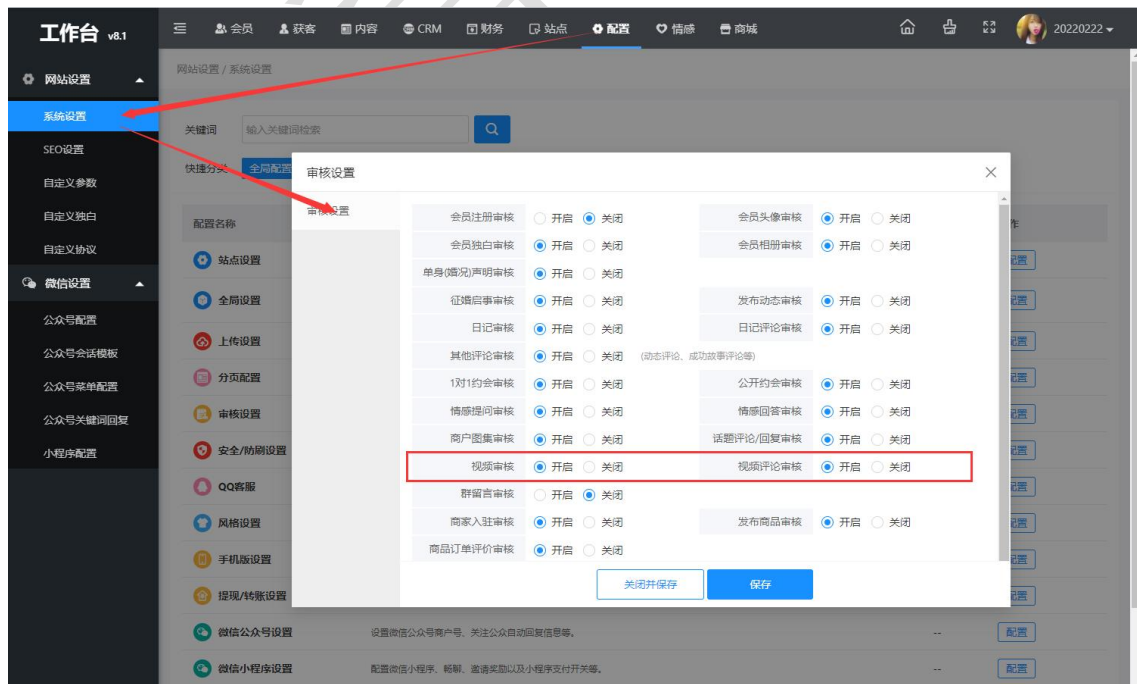 工作台 v8.1
会员 获客 内容 CRM 财务 站点 配置 情感 商城 20220222
网站设置
系统设置
SEO设置
自定义参数
自定义独白
自定义协议
微信设置
公众号配置
公众号会话模板
公众号菜单配置
公众号关键词回复
小程序配置
网站设置 / 系统设置
关键词 输入关键词检索
快捷分类 全局配置
配置名称
站点设置
全局设置
上传设置
分页配置
审核设置
安全/防刷设置
QQ客服
风格设置
手机版设置
提现/转账设置
微信公众号设置 设置微信公众号商户号、关注公众自动回复信息等。 -- 配置
微信小程序设置 配置微信小程序、畅聊、邀请奖励以及小程序支付开关等。 -- 配置
审核设置
审核设置
会员注册审核 开启 关闭 会员头像审核 开启 关闭
会员独白审核 开启 关闭 会员相册审核 开启 关闭
单身(婚况)声明审核 开启 关闭
征婚启事审核 开启 关闭 发布动态审核 开启 关闭
日记审核 开启 关闭 日记评论审核 开启 关闭
其他评论审核 开启 关闭 (动态评论、成功故事评论等)
1对1约会审核 开启 关闭 公开约会审核 开启 关闭
情感提问审核 开启 关闭 情感回答审核 开启 关闭
商户图集审核 开启 关闭 话题评论/回复审核 开启 关闭
视频审核 开启 关闭 视频评论审核 开启 关闭
群留言审核 开启 关闭
商家入驻审核 开启 关闭 发布商品审核 开启 关闭
商品订单评价审核 开启 关闭
关闭并保存 保存